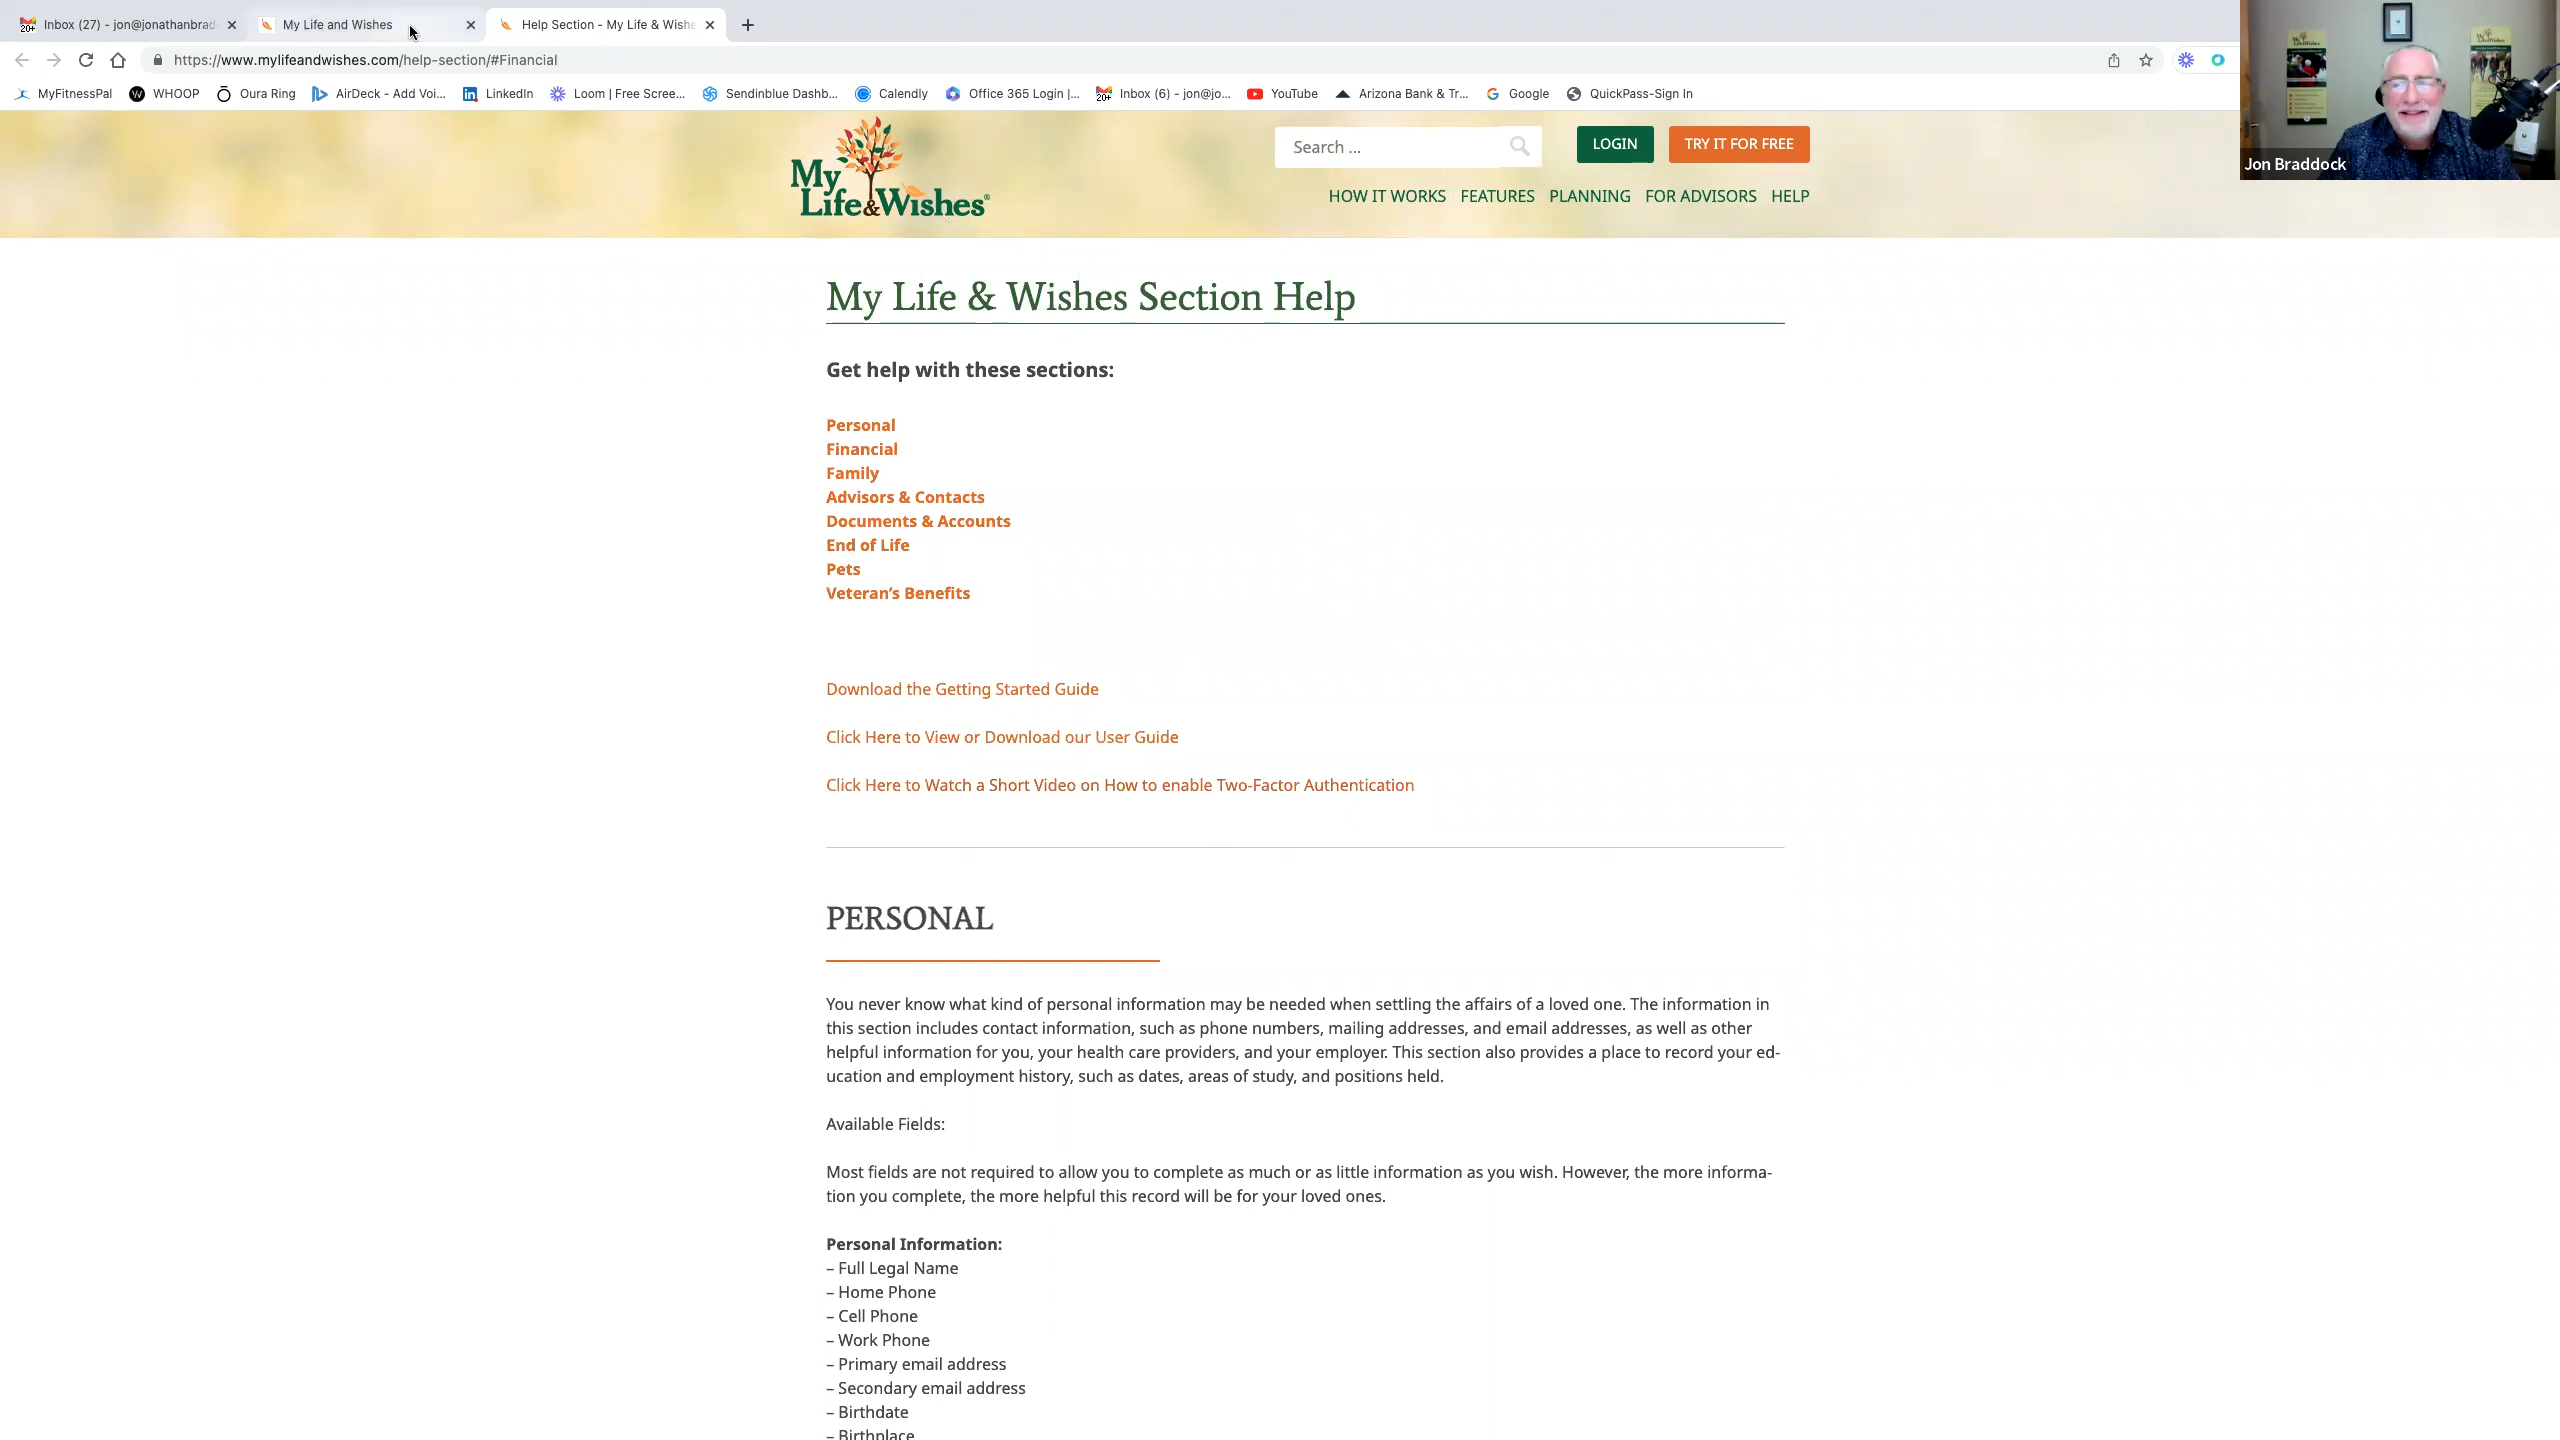 Inbox (27) - jon@jonathanbrad
My Life and Wishes
Help Section - My Life & Wishe
https://www.mylifeandwishes.com/help-section/#Financial
MyFitnessPal
WHOOP
Oura Ring
AirDeck - Add Voi...
LinkedIn
Loom | Free Scree...
Sendinblue Dashb...
Calendly
Office 365 Login |...
Inbox (6) - jon@jo...
YouTube
Arizona Bank & Tr...
Google
QuickPass-Sign In
Jon Braddock
My
Life&Wishes®
Search ...
LOGIN
TRY IT FOR FREE
HOW IT WORKS FEATURES PLANNING FOR ADVISORS HELP
My Life & Wishes Section Help
Get help with these sections:
Personal
Financial
Family
Advisors & Contacts
Documents & Accounts
End of Life
Pets
Veteran's Benefits
Download the Getting Started Guide
Click Here to View or Download our User Guide
Click Here to Watch a Short Video on How to enable Two-Factor Authentication
PERSONAL
You never know what kind of personal information may be needed when settling the affairs of a loved one. The information in
this section includes contact information, such as phone numbers, mailing addresses, and email addresses, as well as other
helpful information for you, your health care providers, and your employer. This section also provides a place to record your ed-
ucation and employment history, such as dates, areas of study, and positions held.
Available Fields:
Most fields are not required to allow you to complete as much or as little information as you wish. However, the more informa-
tion you complete, the more helpful this record will be for your loved ones.
Personal Information:
– Full Legal Name
– Home Phone
– Cell Phone
– Work Phone
– Primary email address
– Secondary email address
– Birthdate
– Birthplace